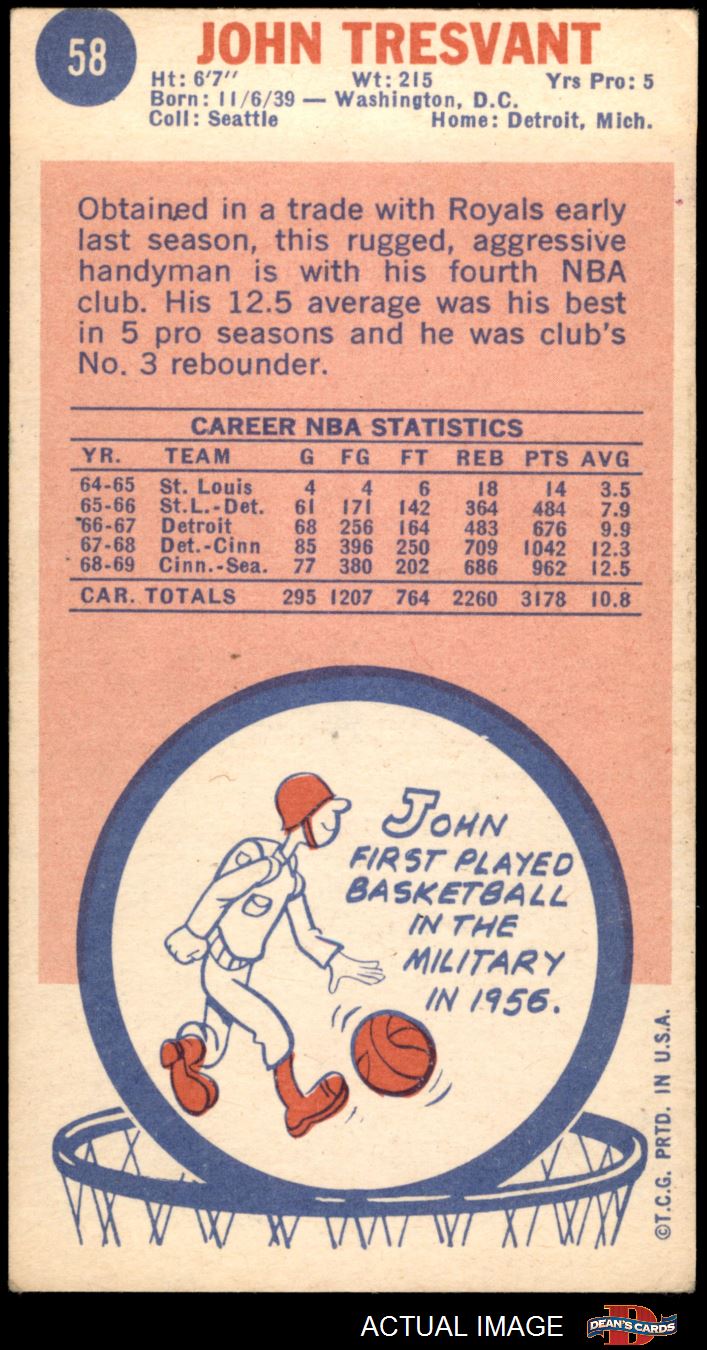 58
JOHN TRESVANT
Ht: 6'7" Wt: 215 Yrs Pro: 5
Born: 11/6/39 — Washington, D.C.
Coll: Seattle Home: Detroit, Mich.
Obtained in a trade with Royals early
last season, this rugged, aggressive
handyman is with his fourth NBA
club. His 12.5 average was his best
in 5 pro seasons and he was club's
No. 3 rebounder.
CAREER NBA STATISTICS
YR. TEAM G FG FT REB PTS AVG
64-65 St. Louis 4 4 6 18 14 3.5
65-66 St.L.-Det. 61 171 142 364 484 7.9
66-67 Detroit 68 256 164 483 676 9.9
67-68 Det.-Cinn 85 396 250 709 1042 12.3
68-69 Cinn.-Sea. 77 380 202 686 962 12.5
CAR. TOTALS 295 1207 764 2260 3178 10.8
JOHN
FIRST PLAYED
BASKETBALL
IN THE
MILITARY
IN 1956.
©T.C.G. PRTD. IN U.S.A.
ACTUAL IMAGE
D
DEAN'S CARDS